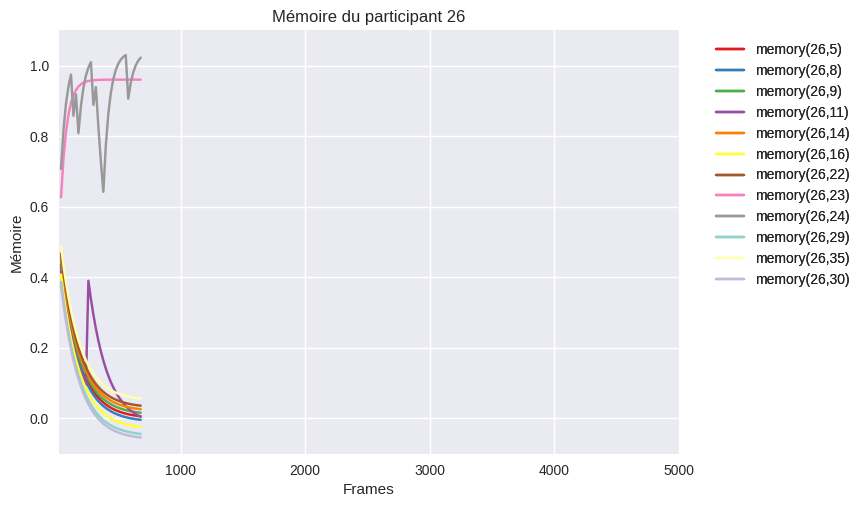 Mémoire du participant 26
1.0
0.8
0.6
0.4
0.2
0.0
Mémoire
1000
2000
3000
4000
5000
Frames
memory(26,5)
memory(26,8)
memory(26,9)
memory(26,11)
memory(26,14)
memory(26,16)
memory(26,22)
memory(26,23)
memory(26,24)
memory(26,29)
memory(26,35)
memory(26,30)